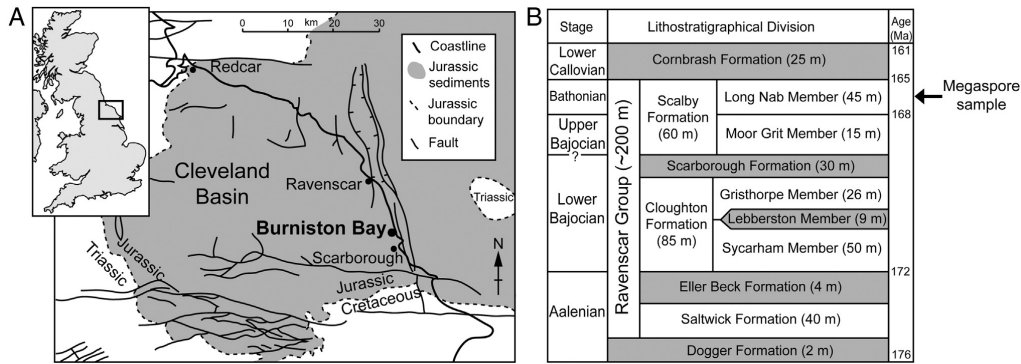 A
0 10 km 20 30
Coastline
Jurassic
sediments
Jurassic
boundary
Fault
Redcar
Cleveland
Basin
Ravenscar
Triassic
Burniston Bay
Scarborough
N
Jurassic
Triassic
Jurassic
Cretaceous
B
Stage
Lithostratigraphical Division
Age
(Ma)
Lower
Callovian
Cornbrash Formation (25 m)
161
165
Bathonian
Ravenscar Group (~200 m)
Scalby
Formation
(60 m)
Long Nab Member (45 m)
168
Megaspore
sample
Upper
Bajocian
?
Moor Grit Member (15 m)
Scarborough Formation (30 m)
Lower
Bajocian
Cloughton
Formation
(85 m)
Gristhorpe Member (26 m)
Lebberston Member (9 m)
Sycarham Member (50 m)
172
Aalenian
Eller Beck Formation (4 m)
Saltwick Formation (40 m)
Dogger Formation (2 m)
176